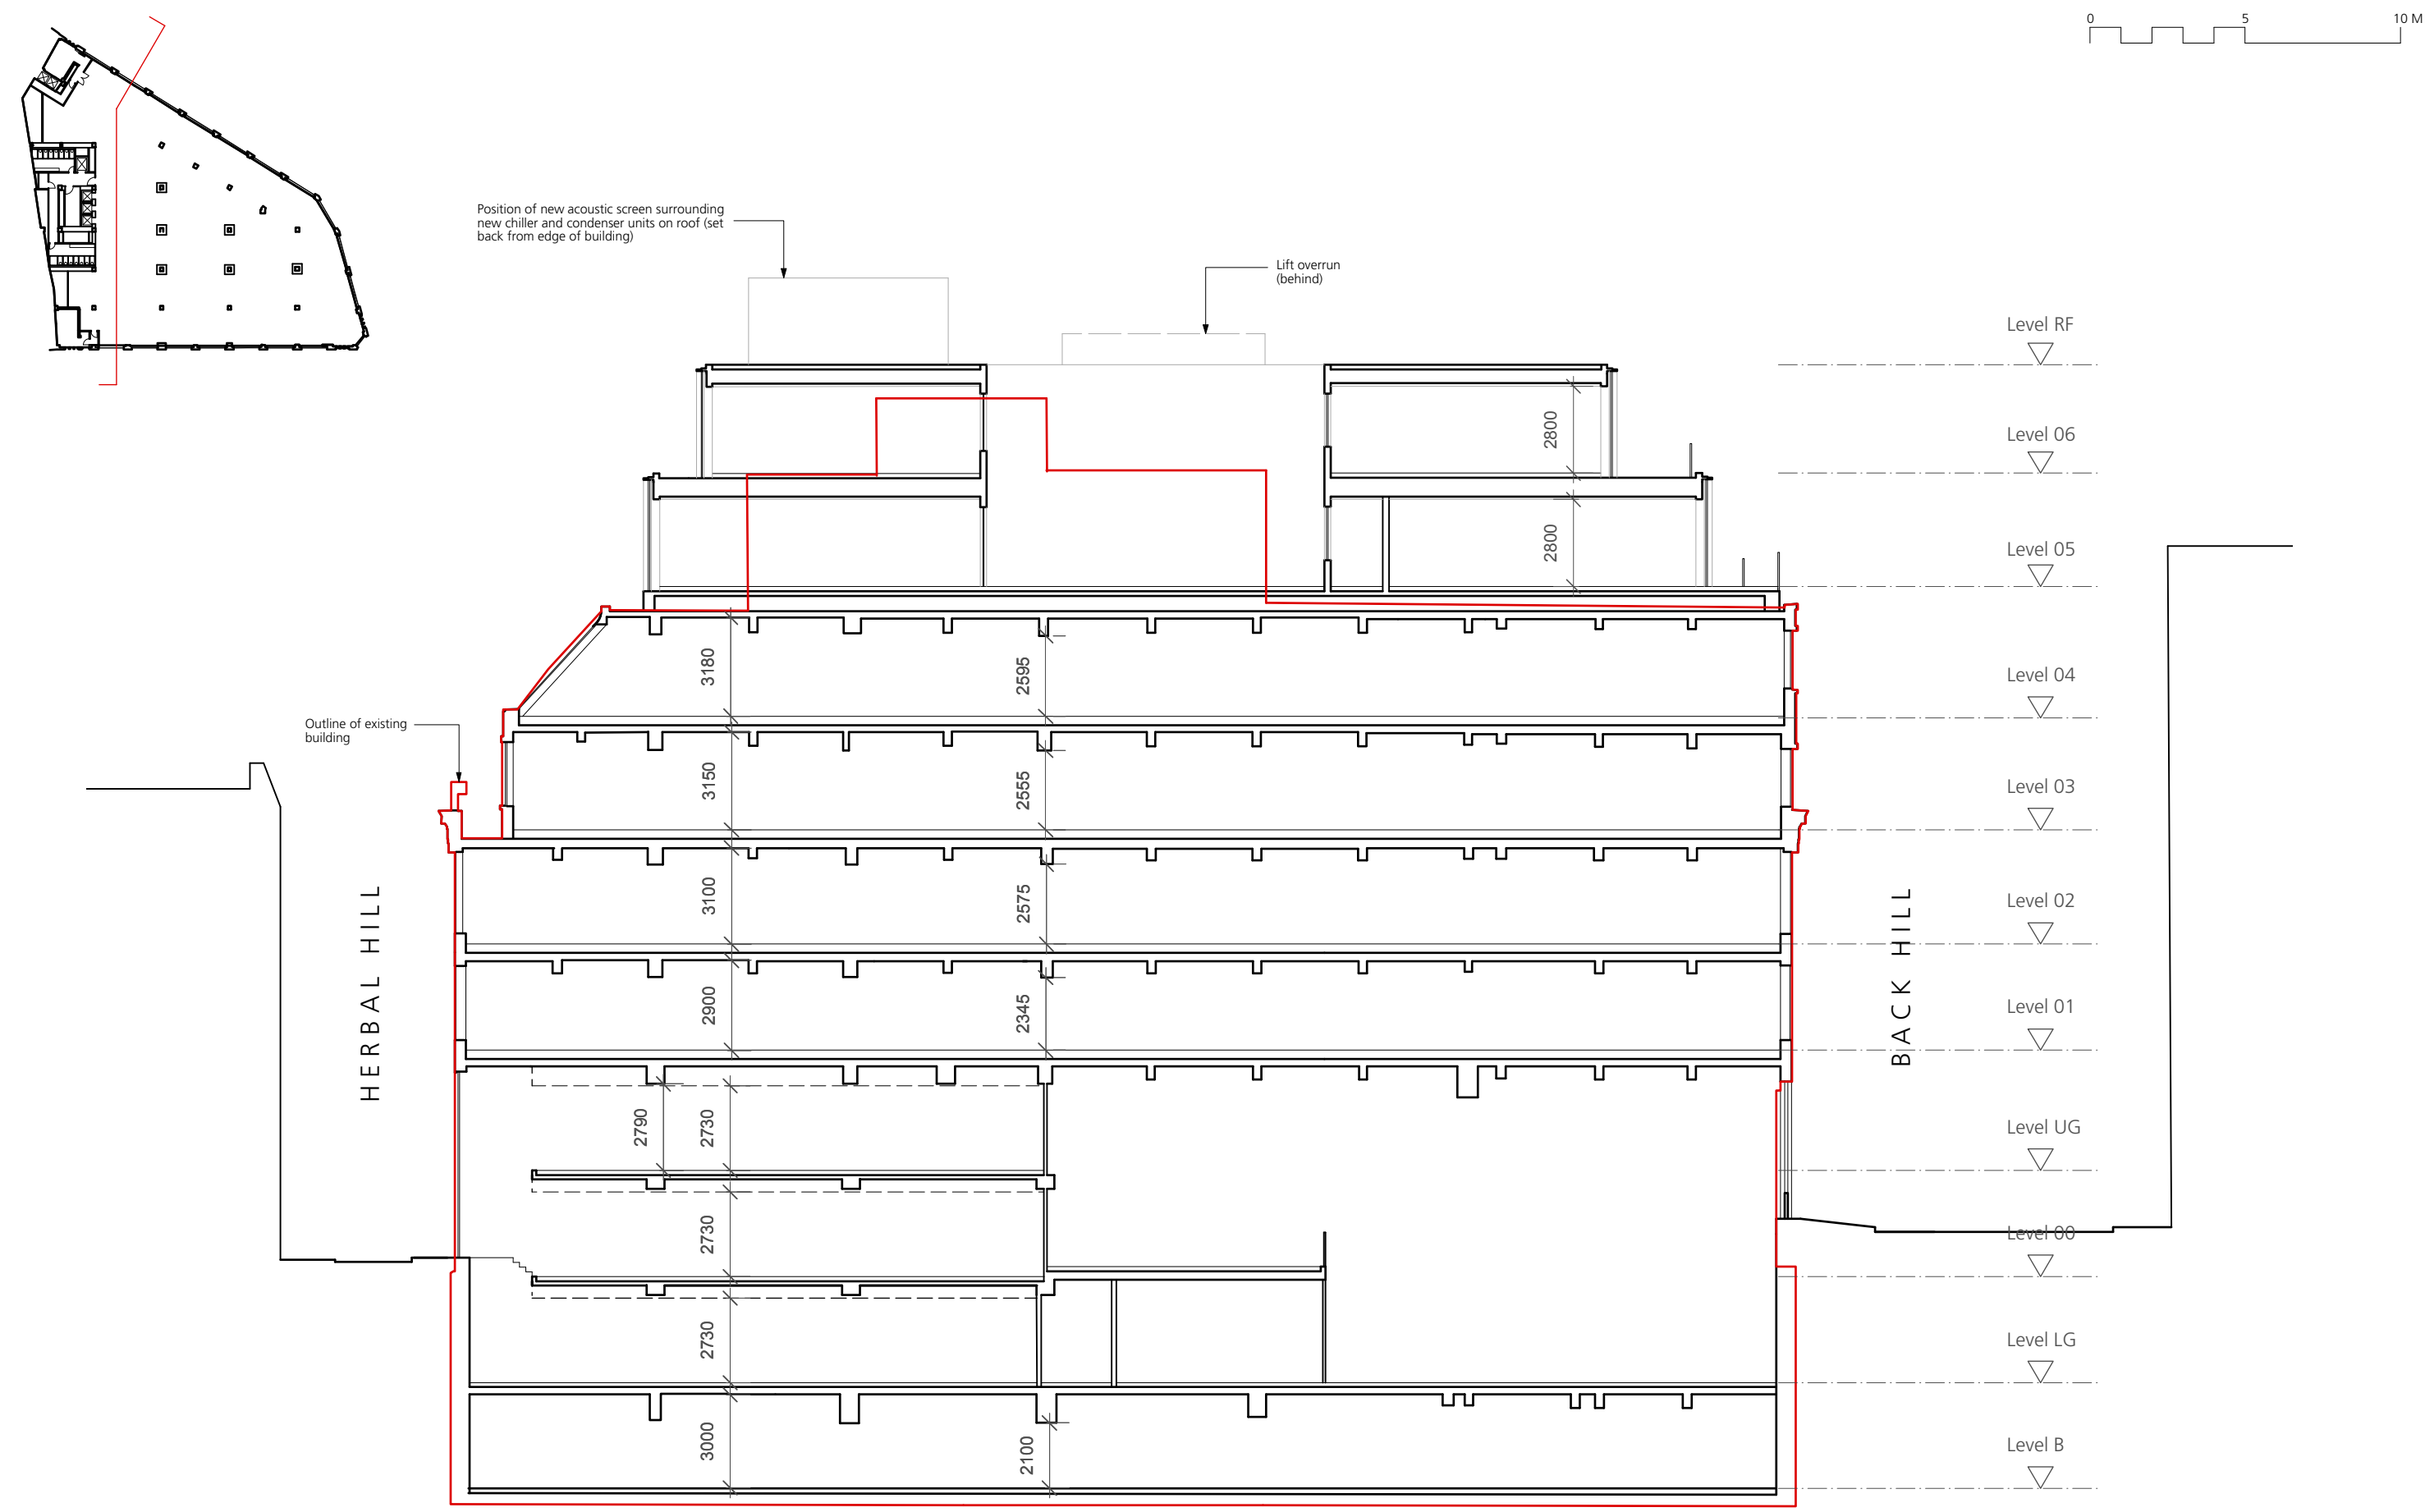 0 5 10 M
Position of new acoustic screen surrounding
new chiller and condenser units on roof (set
back from edge of building)
Lift overrun
(behind)
Level RF
2800
Level 06
2800
Level 05
3180
2595
Level 04
Outline of existing
building
3150
2555
Level 03
HERBAL HILL
3100
2575
BACK HILL
Level 02
2900
2345
Level 01
2790
2730
Level UG
2730
Level 00
2730
Level LG
3000
2100
Level B